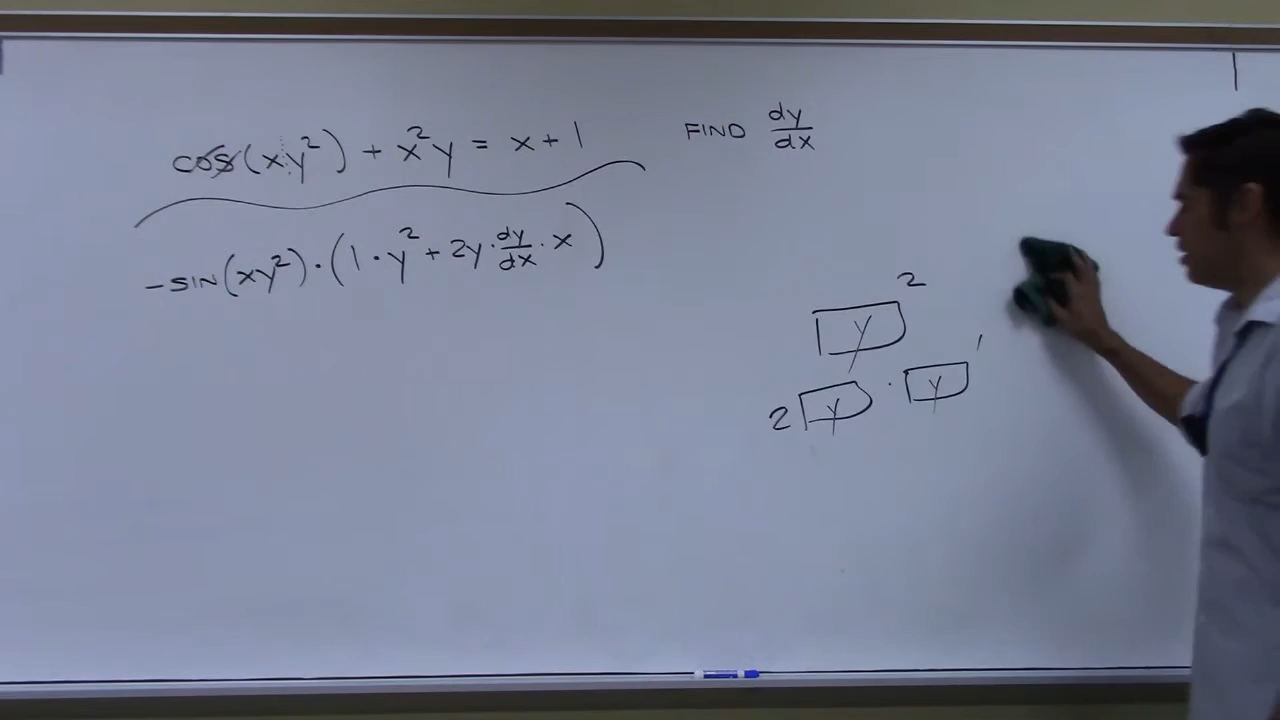 cos(xy²) + x²y = x + 1
FIND dy/dx
-SIN(xy²) · (1 · y² + 2y · dy/dx · x)
y 2
2 y · y '